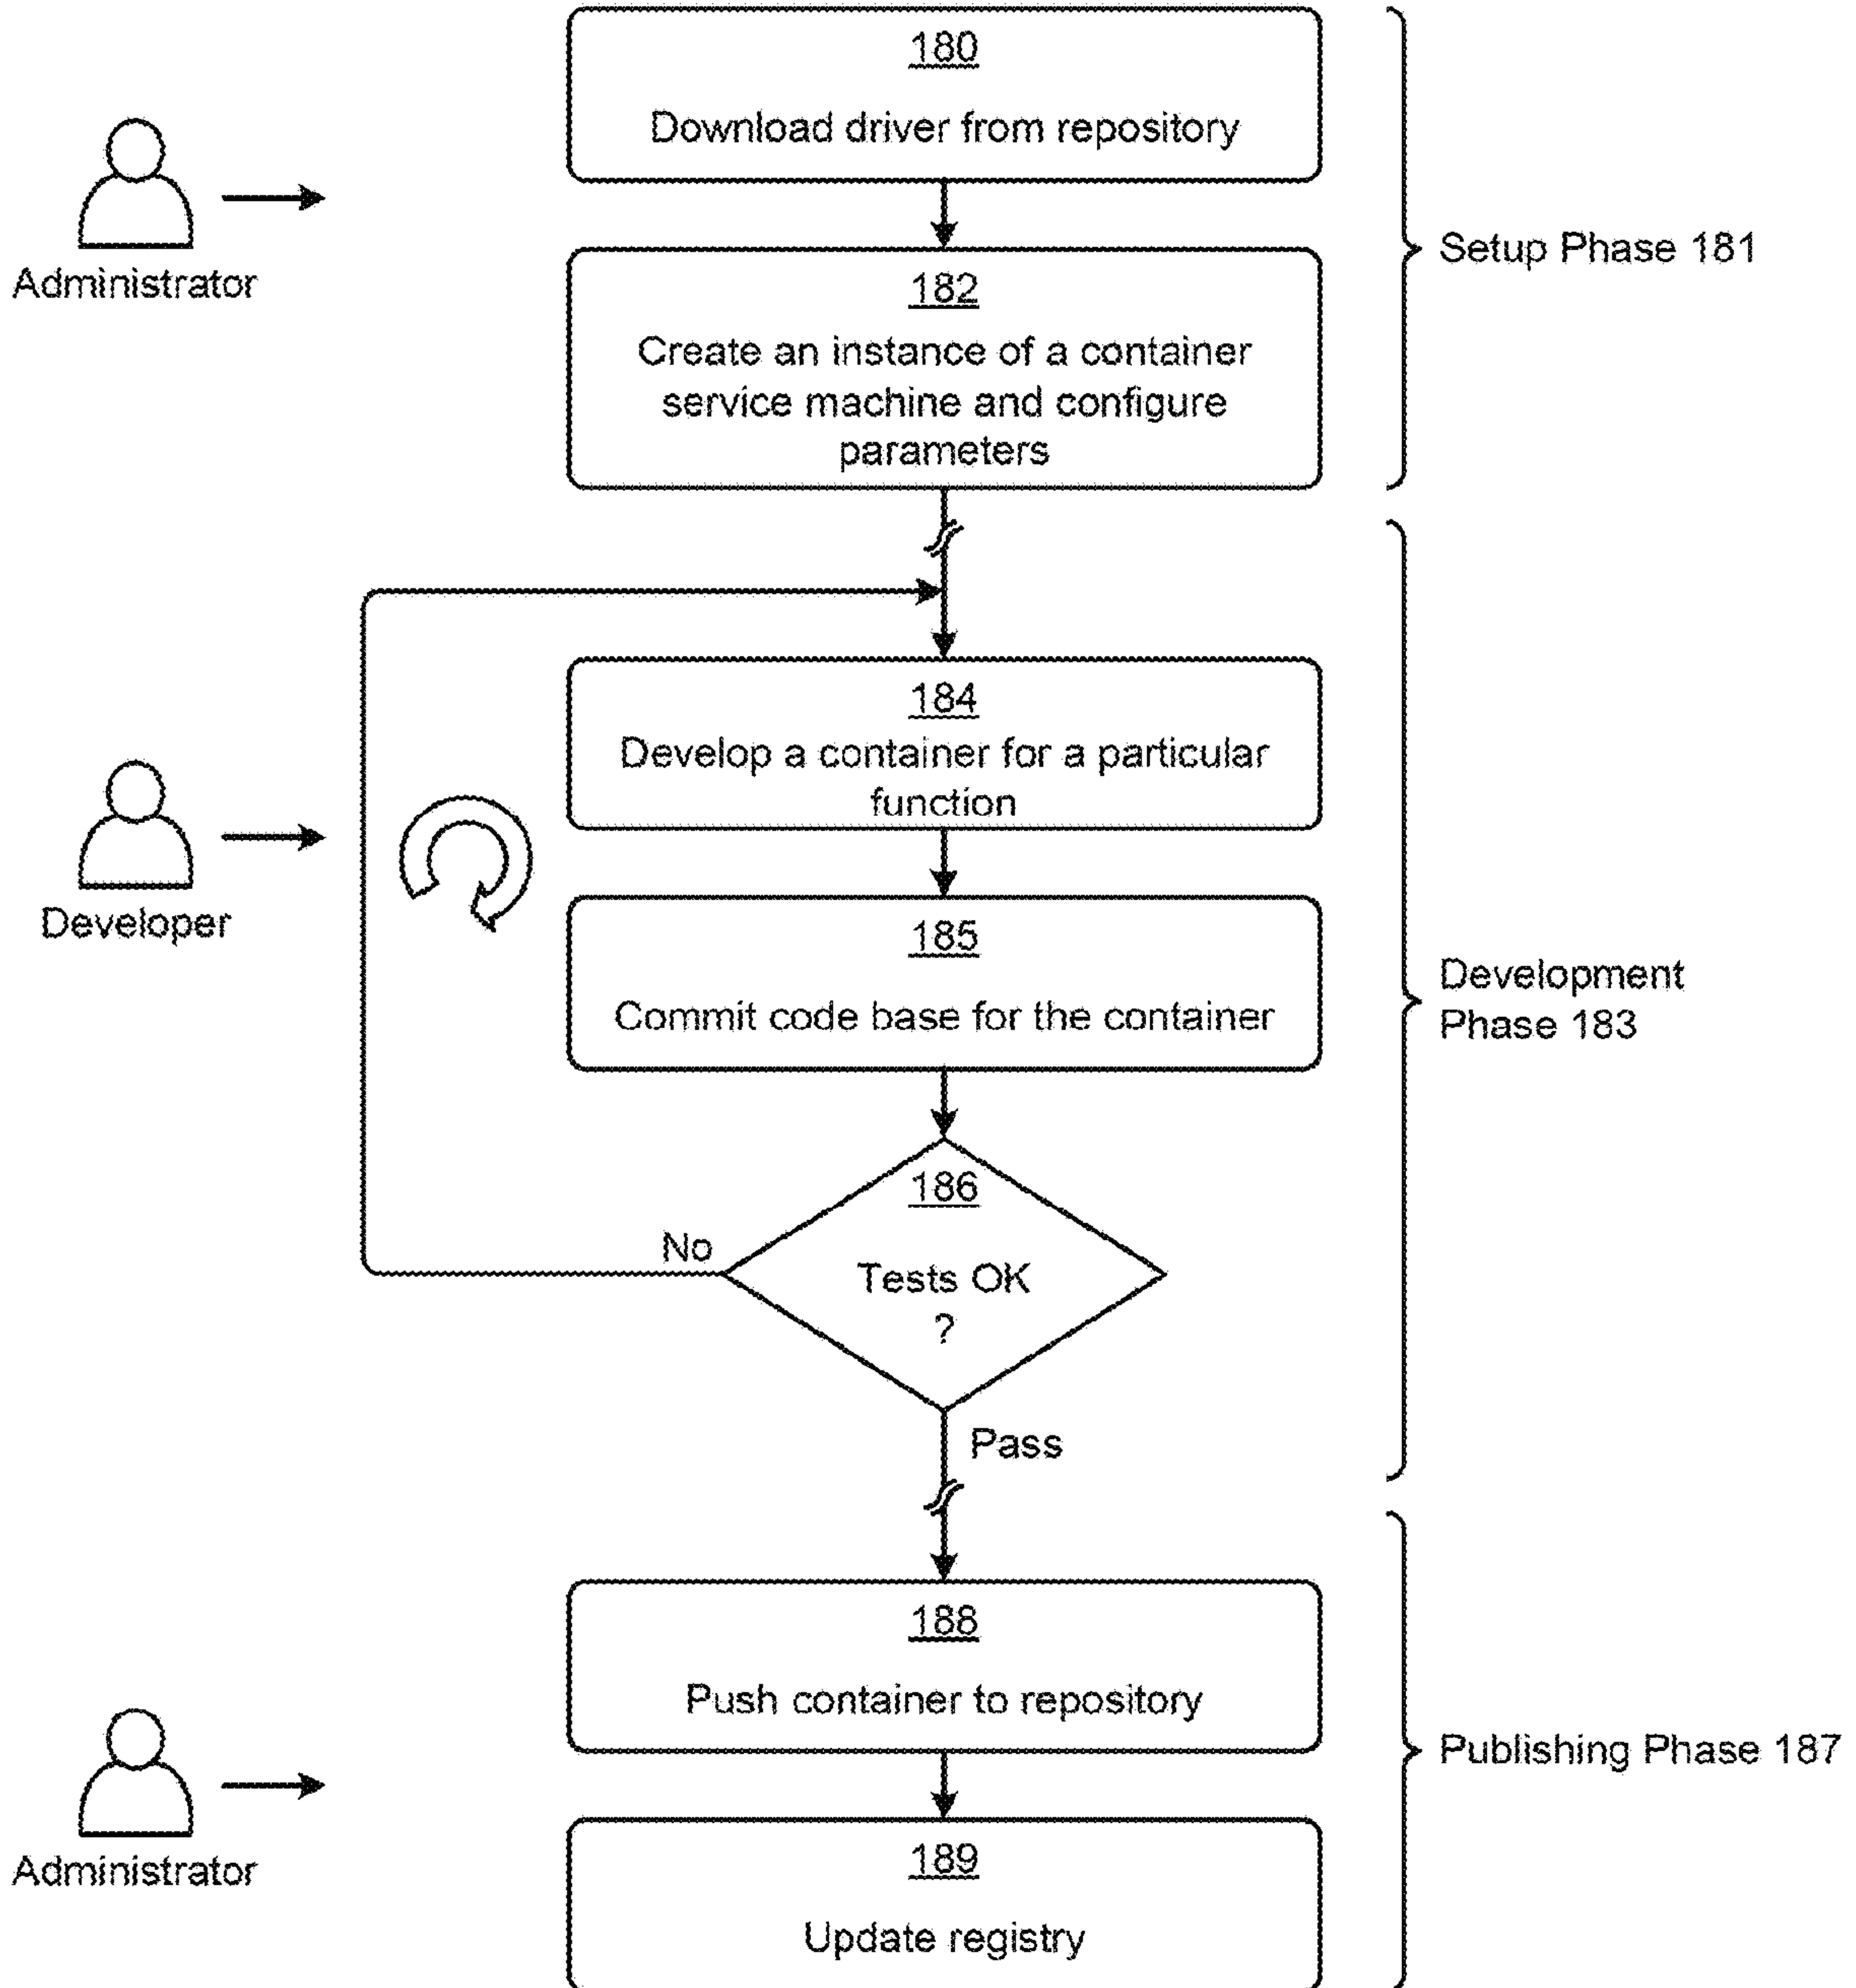 180
Download driver from repository
Administrator
Setup Phase 181
182
Create an instance of a container
service machine and configure
parameters
184
Develop a container for a particular
function
Developer
185
Commit code base for the container
Development
Phase 183
186
No
Tests OK
?
Pass
188
Push container to repository
Administrator
Publishing Phase 187
189
Update registry